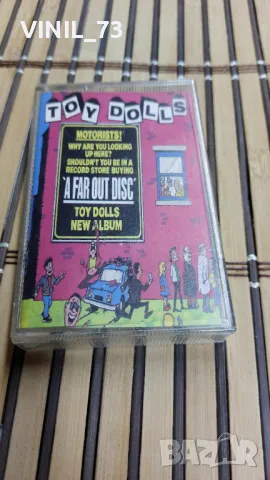 VINIL_73
TOY DOLLS
MOTORISTS!
WHY ARE YOU LOOKING
UP HERE?
SHOULDN'T YOU BE IN A
RECORD STORE BUYING
'A FAR OUT DISC'
TOY DOLLS
NEW ALBUM
BAZAR